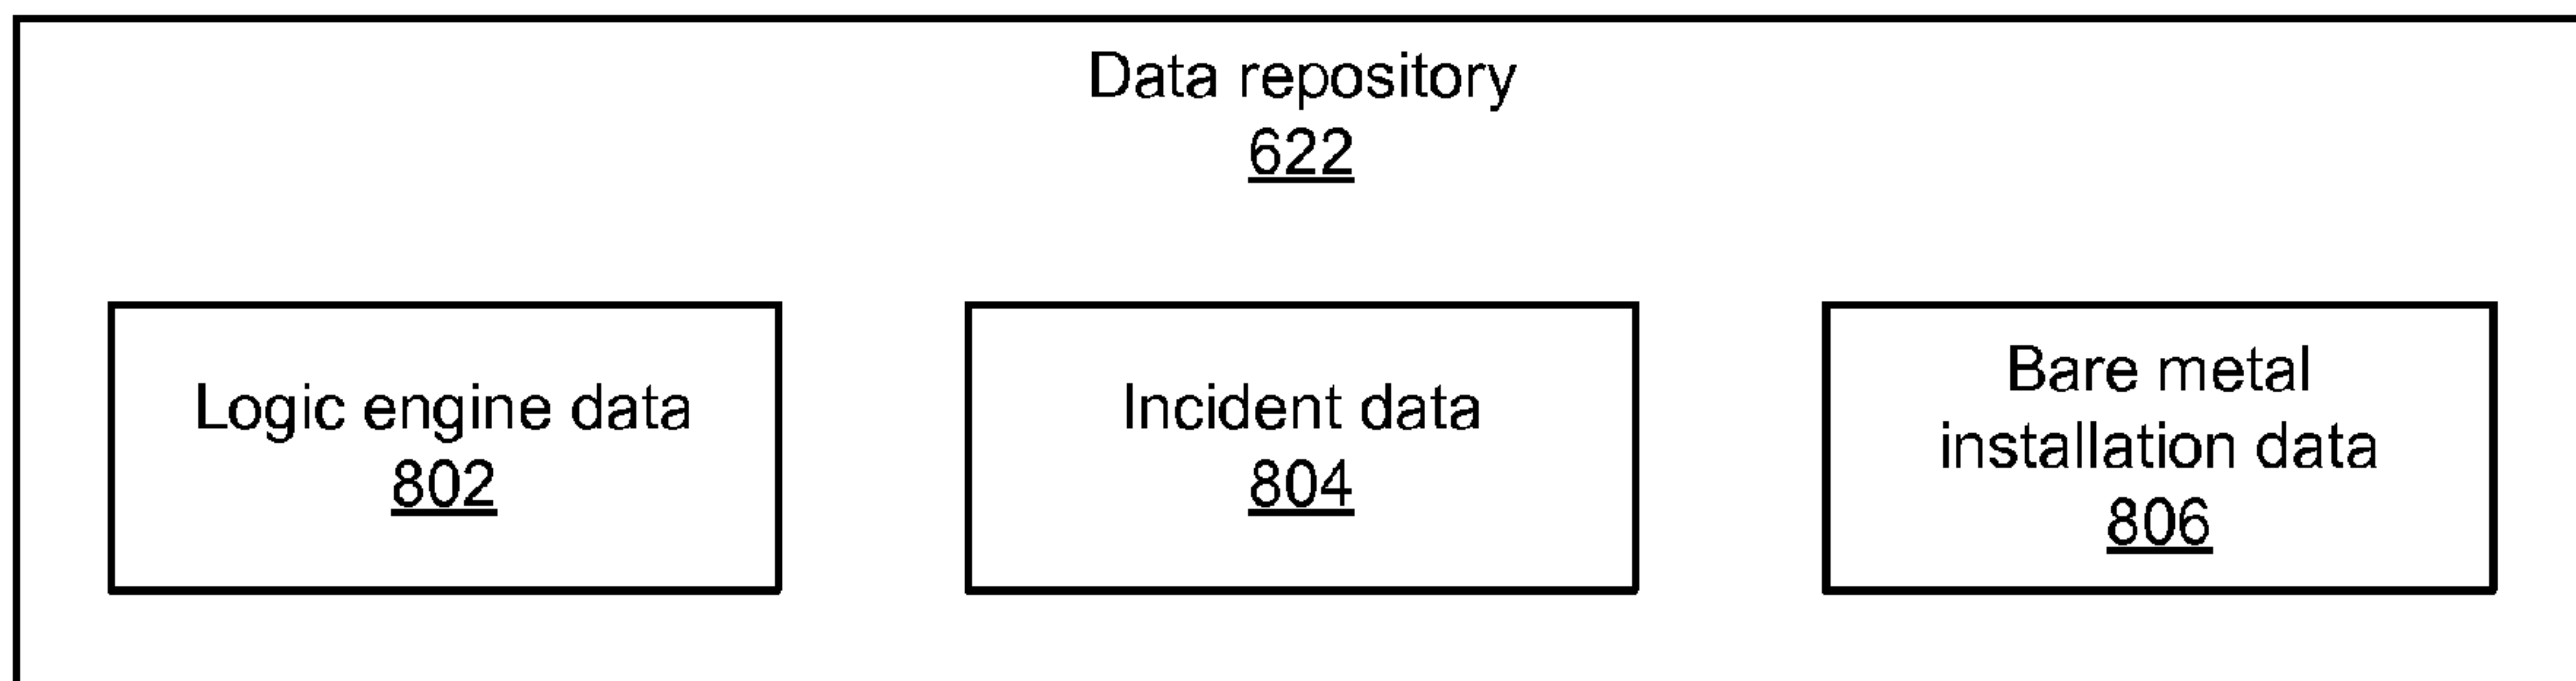 Data repository
622
Logic engine data
802
Incident data
804
Bare metal
installation data
806